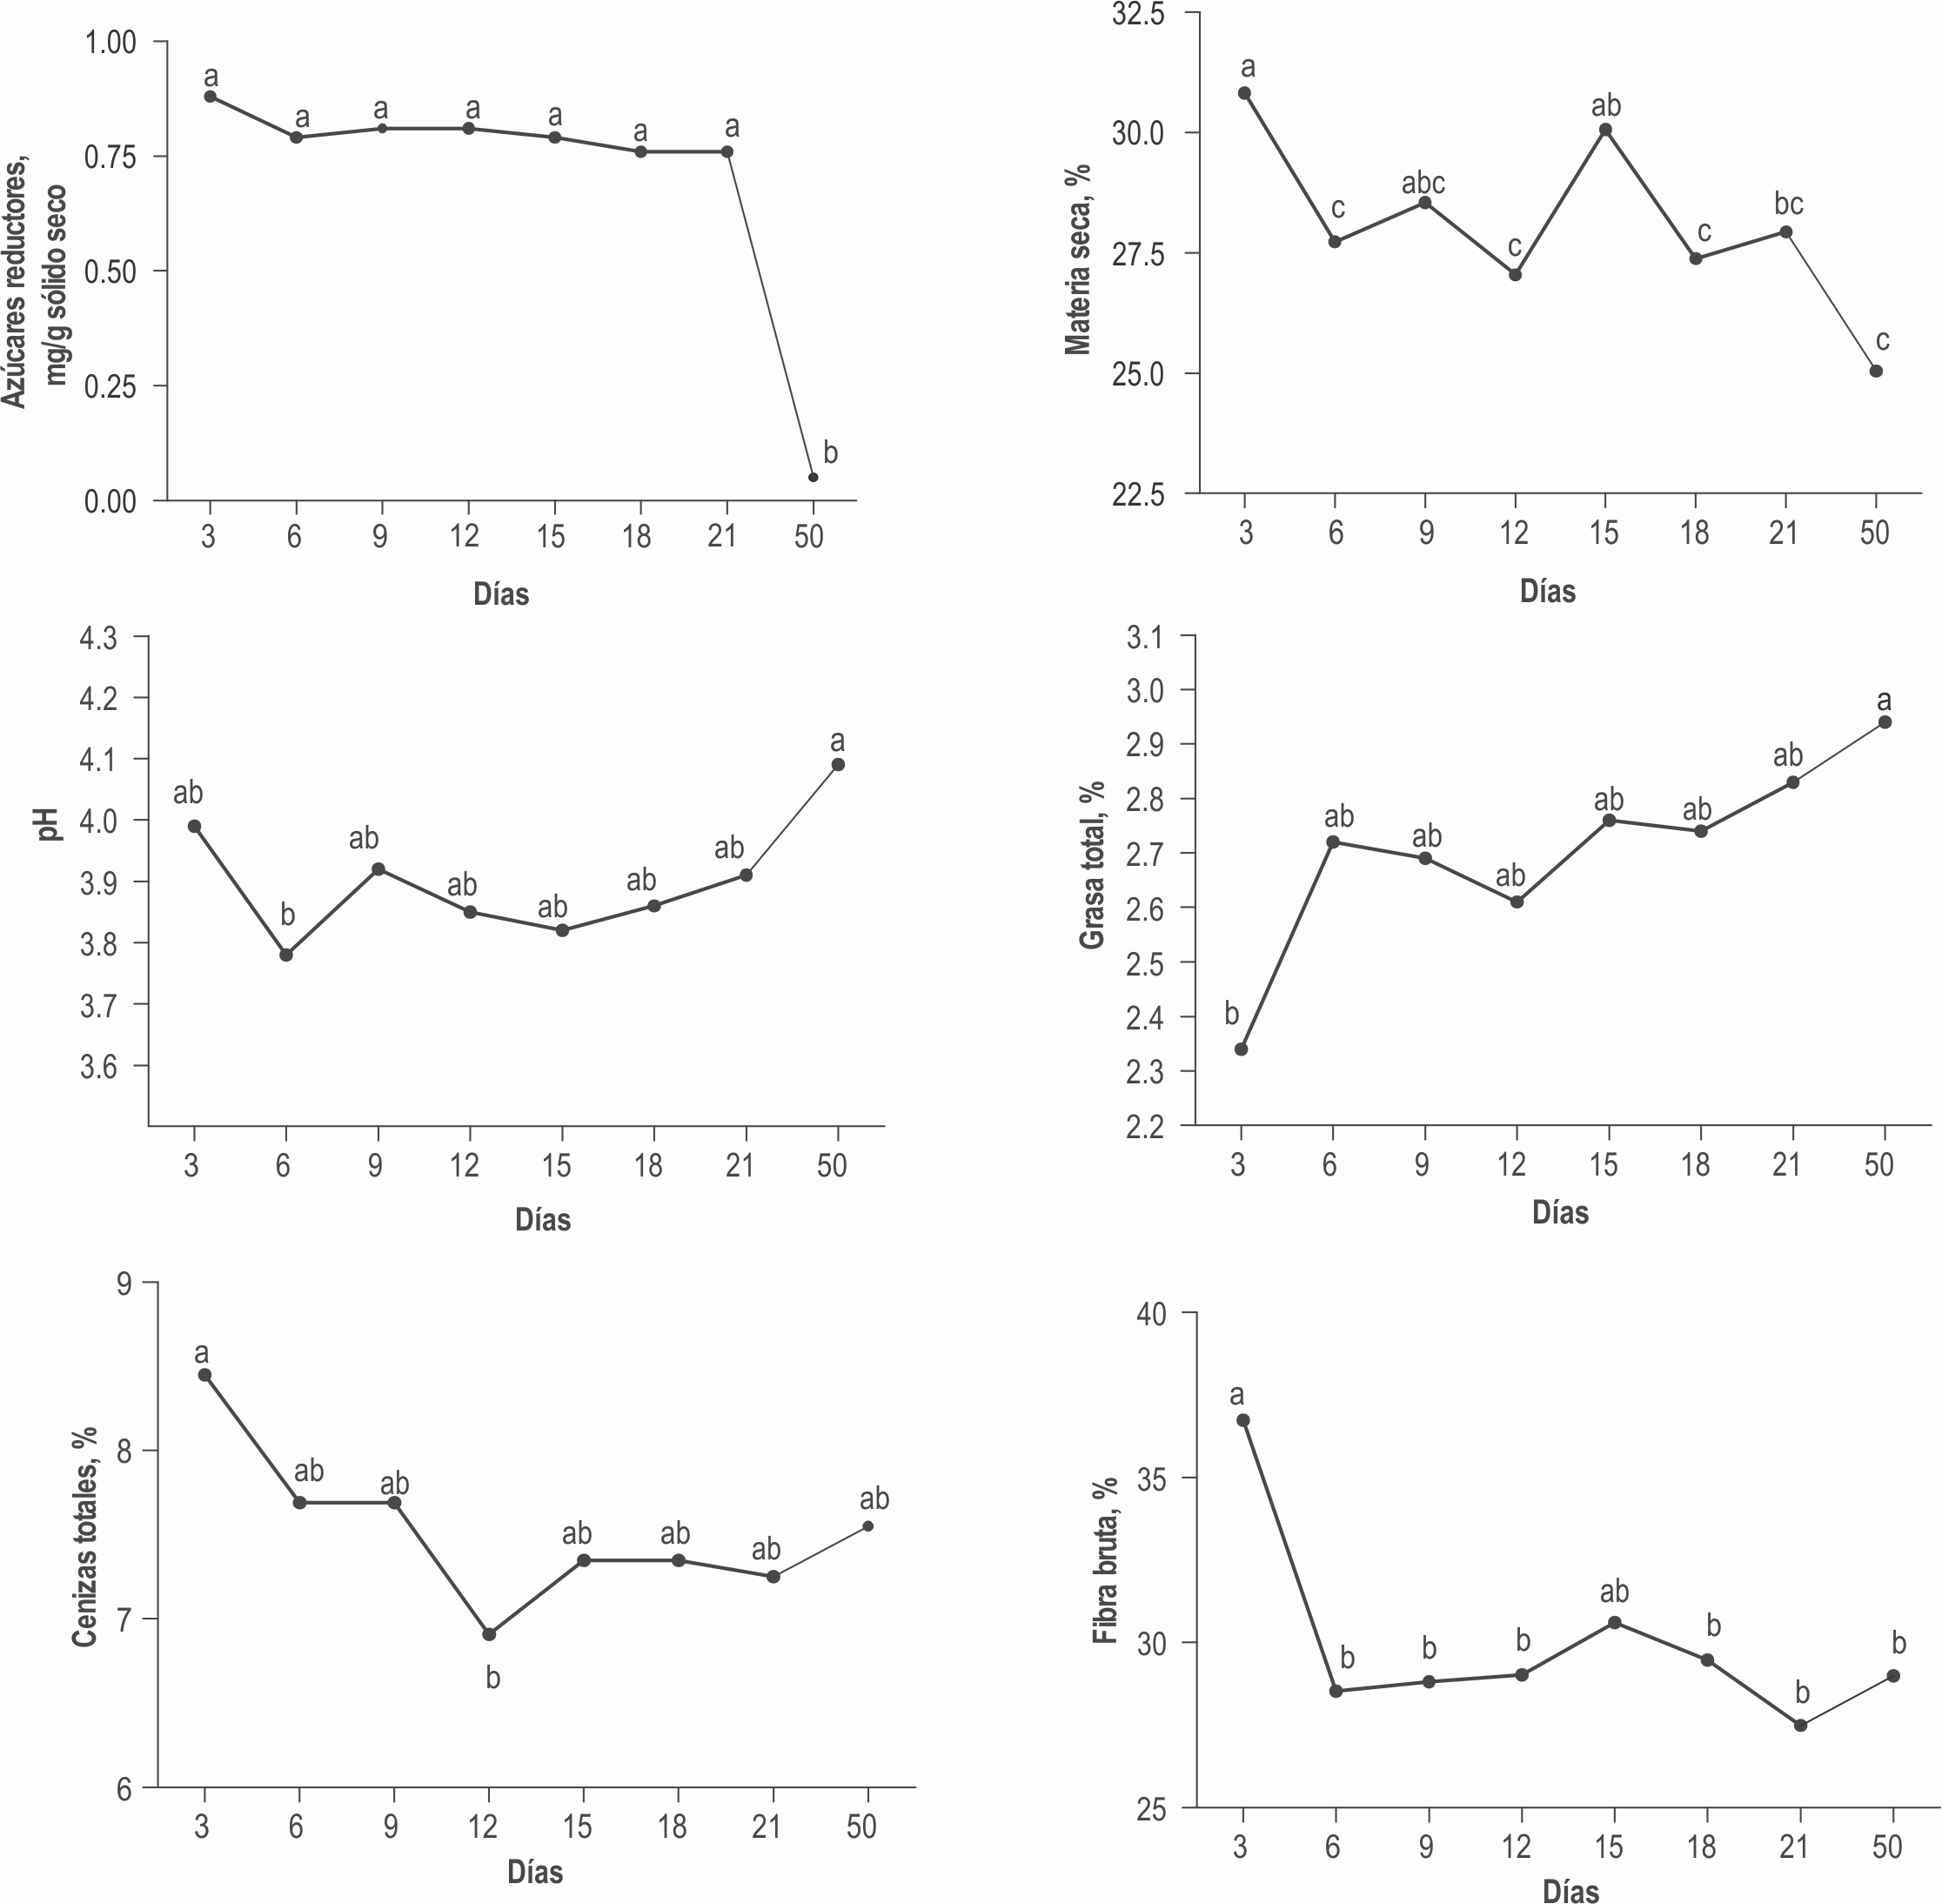 1.00
0.75
0.50
0.25
0.00
Azúcares reductores,
mg/g sólido seco
a a a a a a a b
3 6 9 12 15 18 21 50
Días
32.5
30.0
27.5
25.0
22.5
Materia seca, %
a c abc c ab c bc c
3 6 9 12 15 18 21 50
Días
4.3
4.2
4.1
4.0
3.9
3.8
3.7
3.6
pH
ab b ab ab ab ab ab a
3 6 9 12 15 18 21 50
Días
3.1
3.0
2.9
2.8
2.7
2.6
2.5
2.4
2.3
2.2
Grasa total, %
b ab ab ab ab ab ab a
3 6 9 12 15 18 21 50
Días
9
8
7
6
Cenizas totales, %
a ab ab b ab ab ab ab
3 6 9 12 15 18 21 50
Días
40
35
30
25
Fibra bruta, %
a b b b ab b b b
3 6 9 12 15 18 21 50
Días